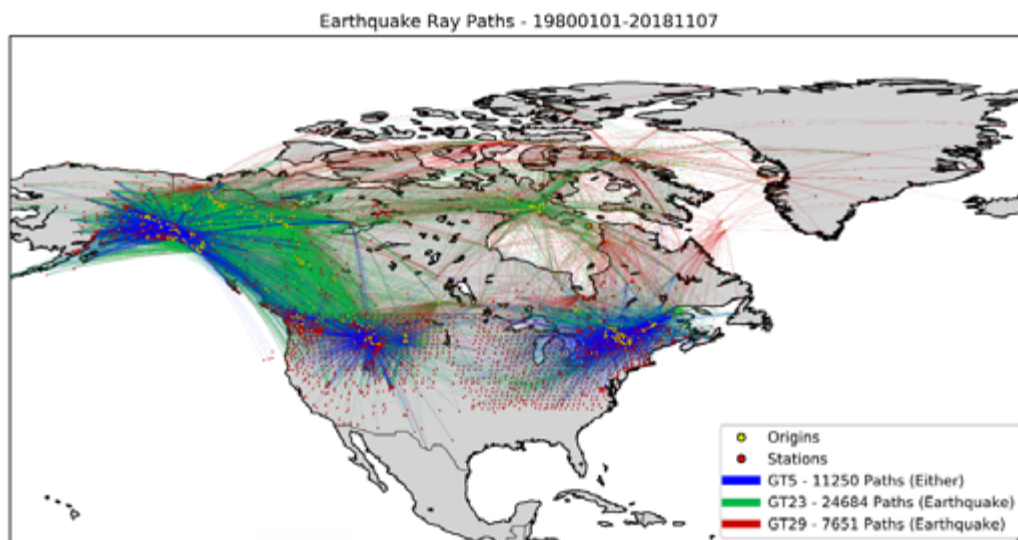 Earthquake Ray Paths - 19800101-20181107
Origins
Stations
GT5 - 11250 Paths (Either)
GT23 - 24684 Paths (Earthquake)
GT29 - 7651 Paths (Earthquake)